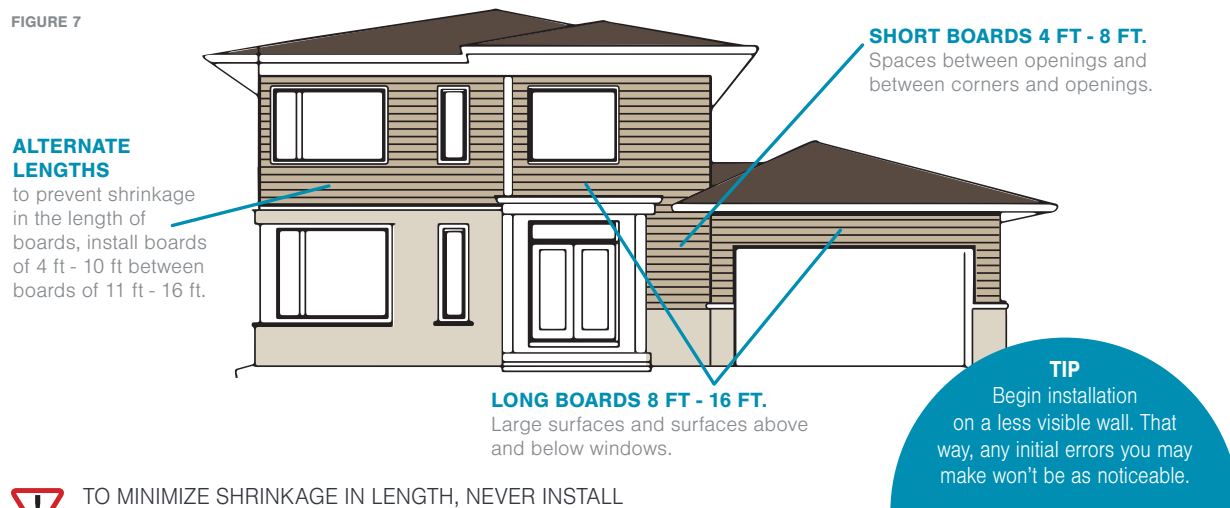 FIGURE 7
SHORT BOARDS 4 FT - 8 FT.
Spaces between openings and
between corners and openings.
ALTERNATE
LENGTHS
to prevent shrinkage
in the length of
boards, install boards
of 4 ft - 10 ft between
boards of 11 ft - 16 ft.
LONG BOARDS 8 FT - 16 FT.
Large surfaces and surfaces above
and below windows.
TIP
Begin installation
on a less visible wall. That
way, any initial errors you may
make won’t be as noticeable.
TO MINIMIZE SHRINKAGE IN LENGTH, NEVER INSTALL